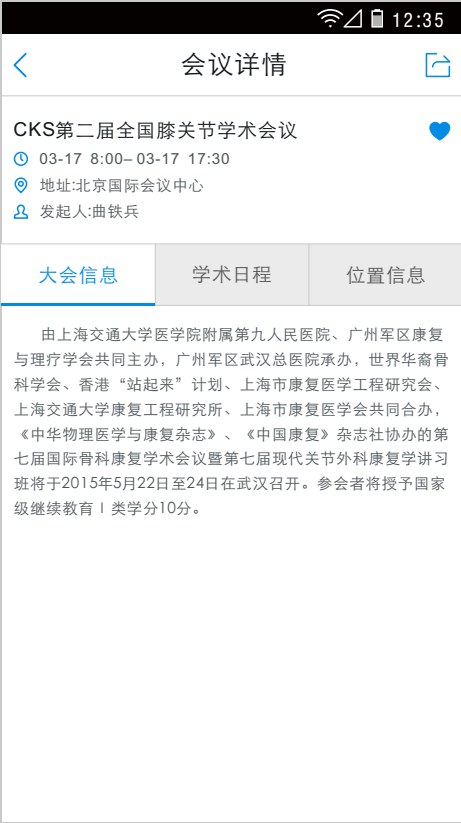 12:35
会议详情
CKS第二届全国膝关节学术会议
03-17 8:00– 03-17 17:30
地址:北京国际会议中心
发起人:曲铁兵
大会信息 学术日程 位置信息
由上海交通大学医学院附属第九人民医院、广州军区康复
与理疗学会共同主办，广州军区武汉总医院承办，世界华裔骨
科学会、香港“站起来”计划、上海市康复医学工程研究会、
上海交通大学康复工程研究所、上海市康复医学会共同合办，
《中华物理医学与康复杂志》、《中国康复》杂志社协办的第
七届国际骨科康复学术会议暨第七届现代关节外科康复学讲习
班将于2015年5月22日至24日在武汉召开。参会者将授予国家
级继续教育Ⅰ类学分10分。